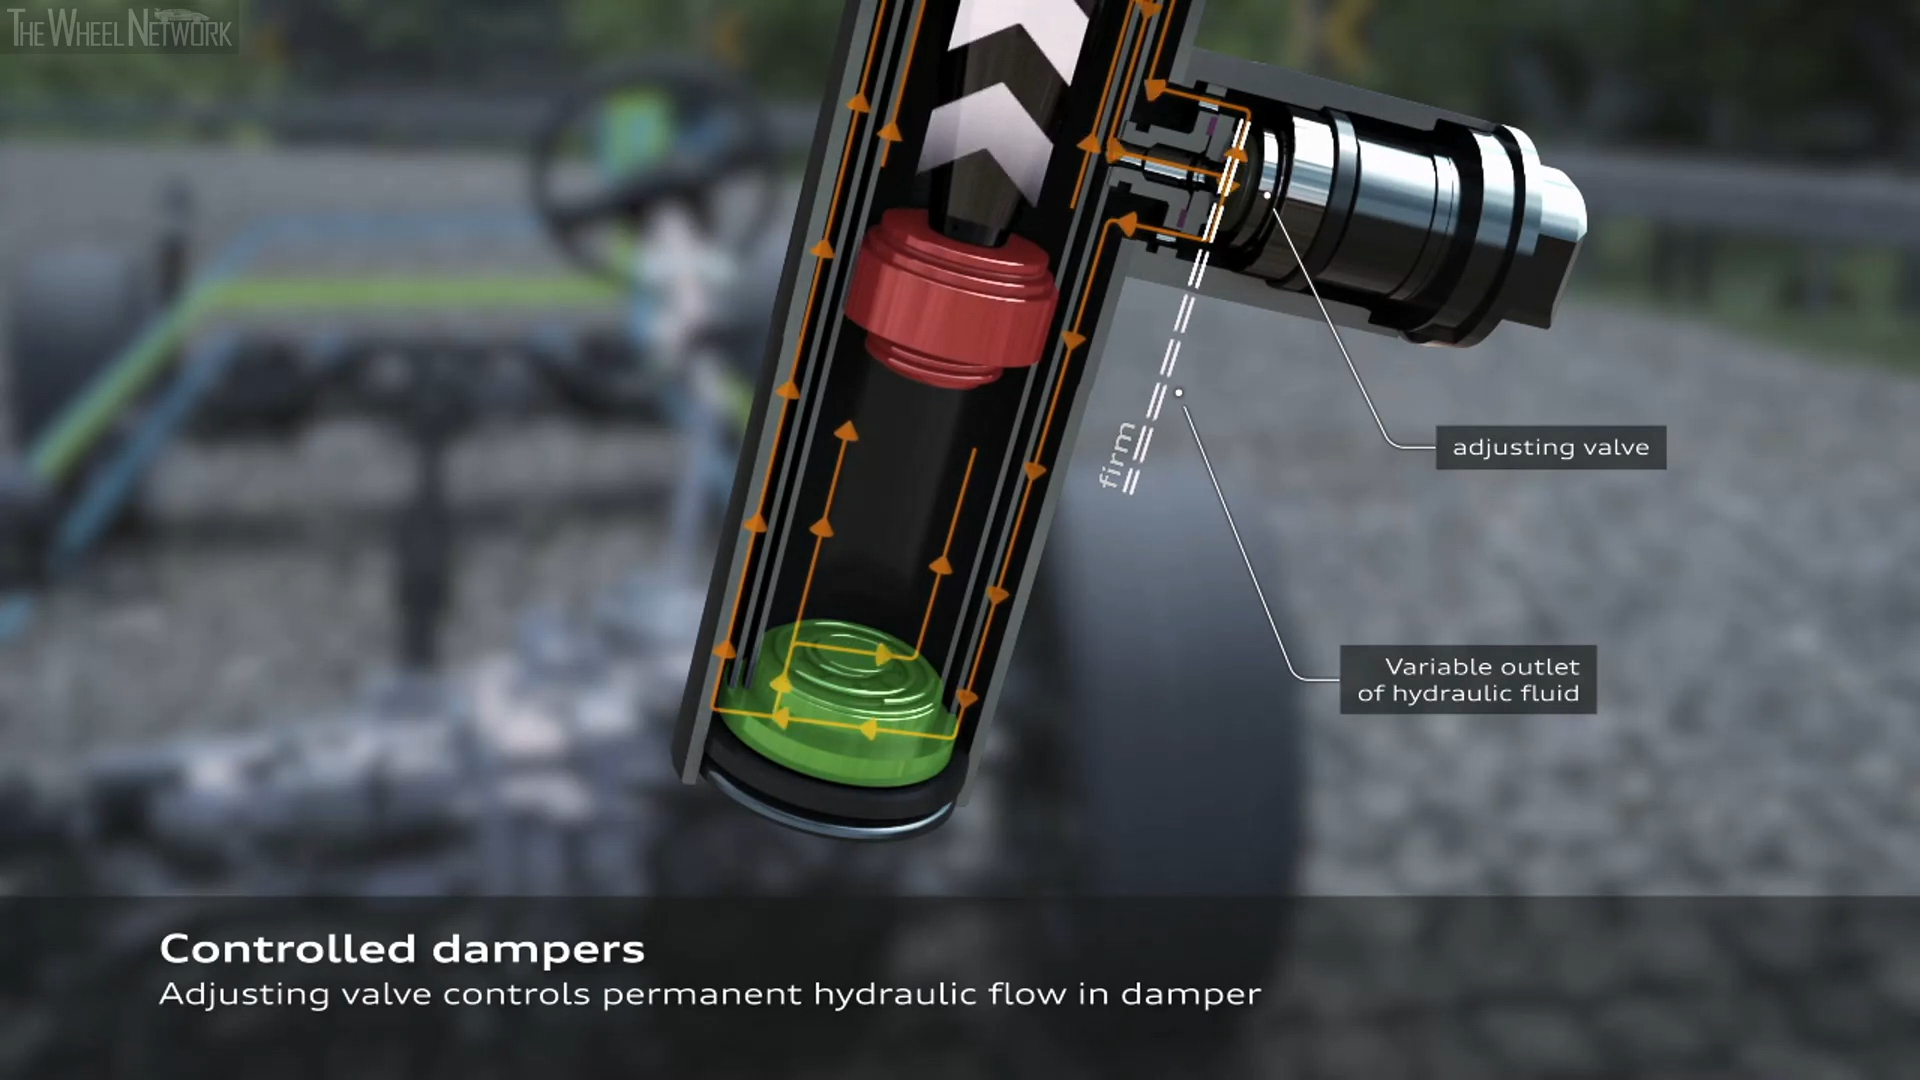 THE WHEEL NETWORK
firm
adjusting valve
Variable outlet
of hydraulic fluid
Controlled dampers
Adjusting valve controls permanent hydraulic flow in damper